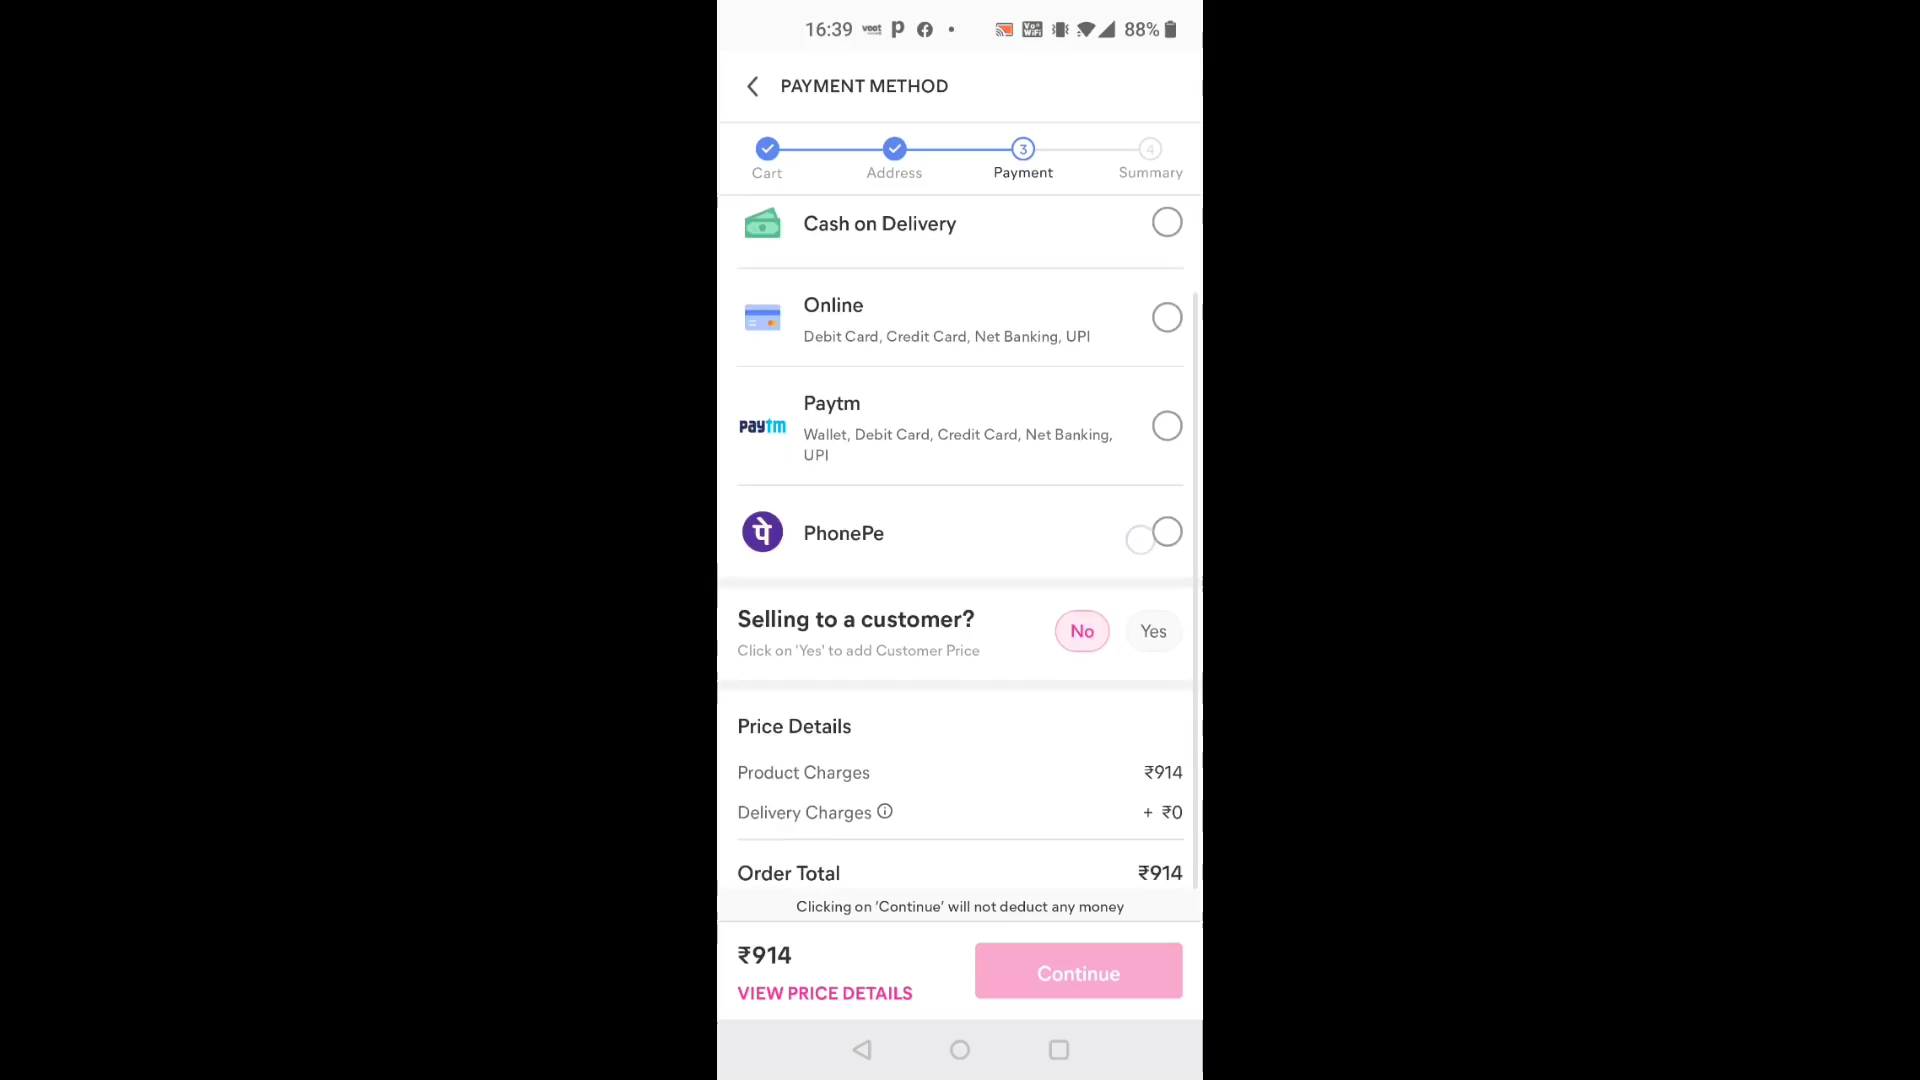 16:39 voot p 88%
PAYMENT METHOD
3 4
Cart Address Payment Summary
Cash on Delivery
Online
Debit Card, Credit Card, Net Banking, UPI
paytm
Paytm
Wallet, Debit Card, Credit Card, Net Banking,
UPI
पे PhonePe
Selling to a customer?
Click on 'Yes' to add Customer Price
No Yes
Price Details
Product Charges ₹914
Delivery Charges + ₹0
Order Total ₹914
Clicking on 'Continue' will not deduct any money
₹914
VIEW PRICE DETAILS
Continue